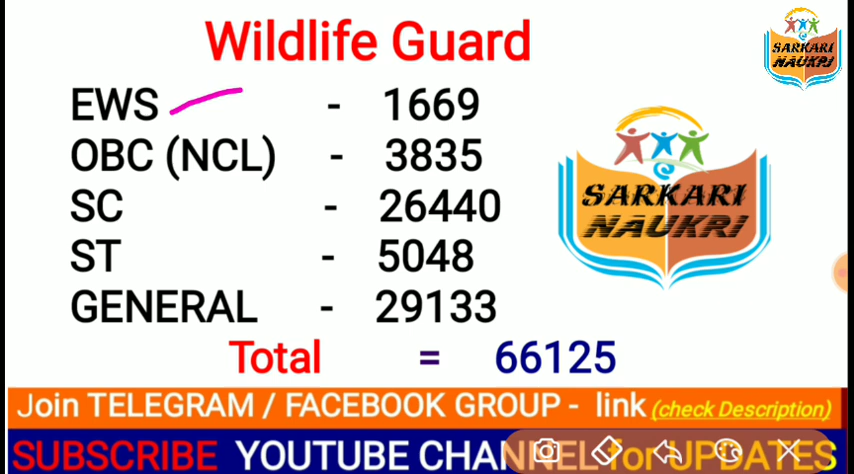 Wildlife Guard
SARKARI
NAUKRI
EWS - 1669
OBC (NCL) - 3835
SC - 26440
ST - 5048
GENERAL - 29133
SARKARI
NAUKRI
Total = 66125
Join TELEGRAM / FACEBOOK GROUP - link (check Description)
SUBSCRIBE YOUTUBE CHANNEL for UPDATES